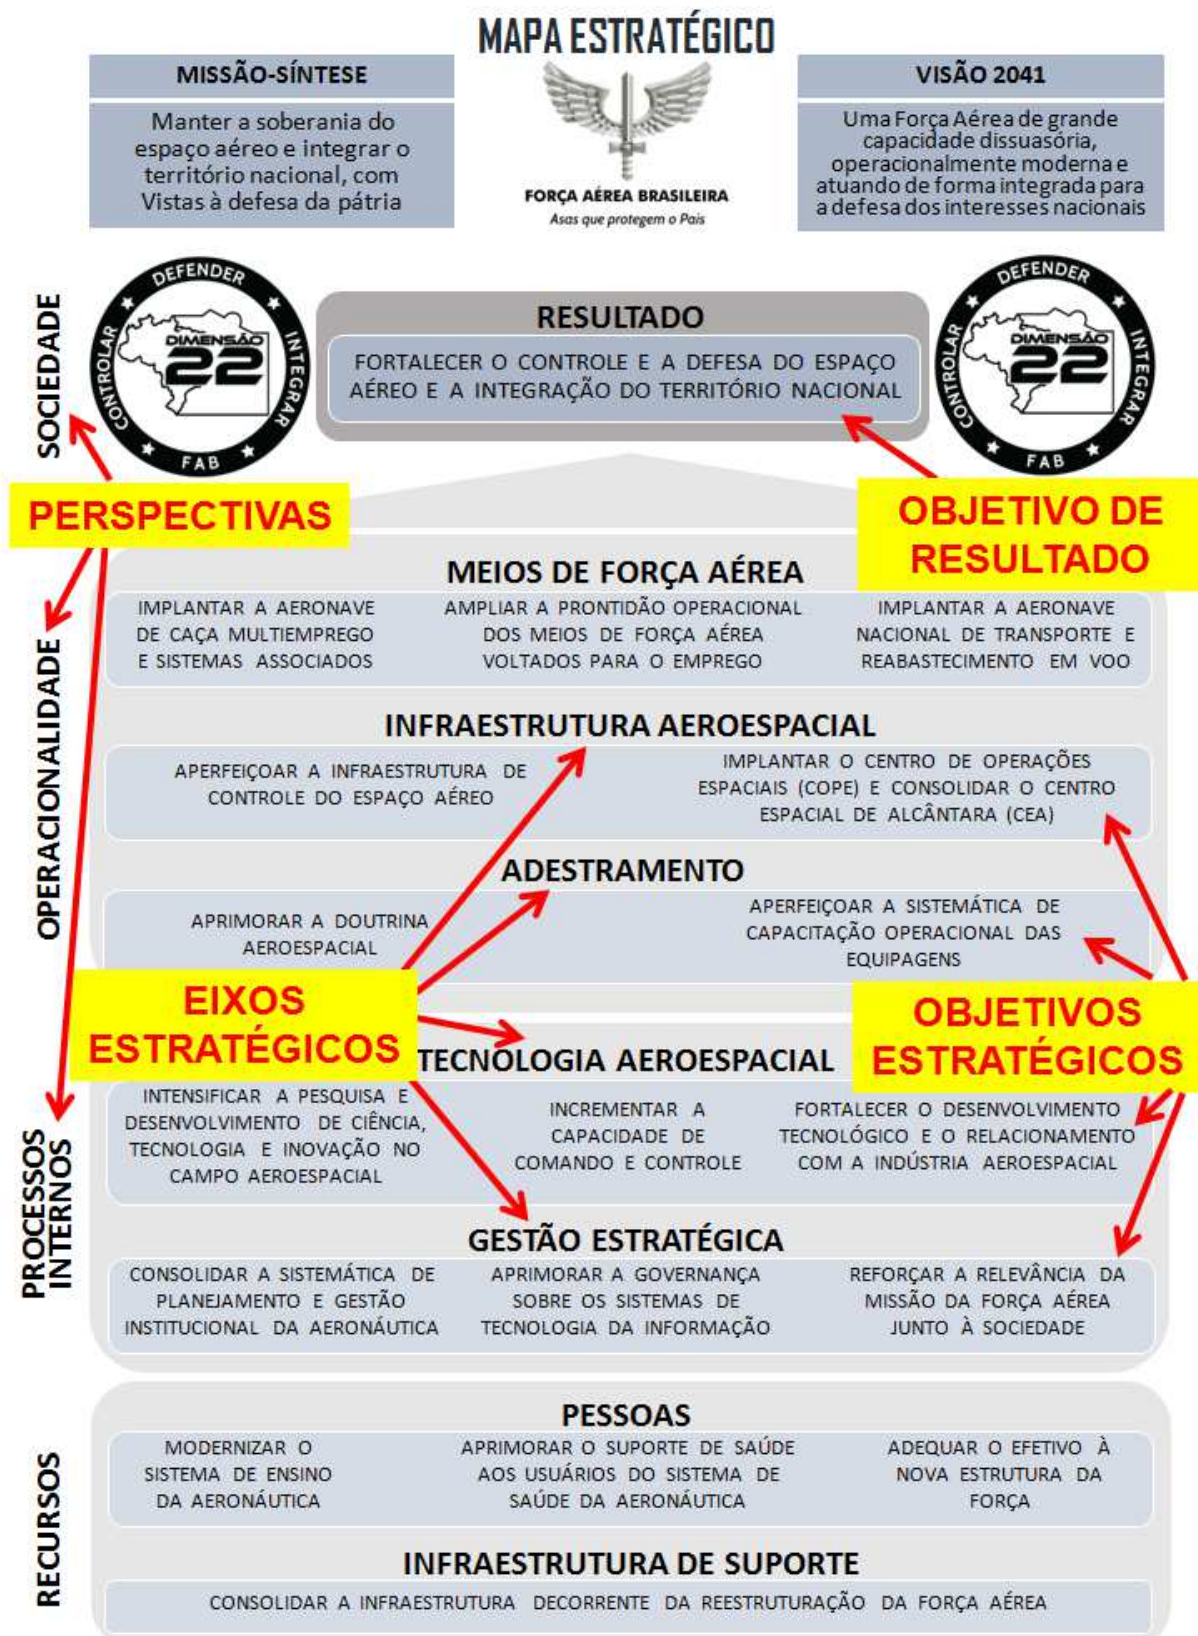 MAPA ESTRATÉGICO
MISSÃO-SÍNTESE
Manter a soberania do
espaço aéreo e integrar o
território nacional, com
Vistas à defesa da pátria
FORÇA AÉREA BRASILEIRA
Asas que protegem o País
VISÃO 2041
Uma Força Aérea de grande
capacidade dissuasória,
operacionalmente moderna e
atuando de forma integrada para
a defesa dos interesses nacionais
SOCIEDADE
CONTROLAR ★ DEFENDER ★ INTEGRAR ★ FAB ★
DIMENSÃO
22
RESULTADO
FORTALECER O CONTROLE E A DEFESA DO ESPAÇO
AÉREO E A INTEGRAÇÃO DO TERRITÓRIO NACIONAL
CONTROLAR ★ DEFENDER ★ INTEGRAR ★ FAB ★
DIMENSÃO
22
PERSPECTIVAS
OBJETIVO DE
RESULTADO
OPERACIONALIDADE
MEIOS DE FORÇA AÉREA
IMPLANTAR A AERONAVE
DE CAÇA MULTIEMPREGO
E SISTEMAS ASSOCIADOS
AMPLIAR A PRONTIDÃO OPERACIONAL
DOS MEIOS DE FORÇA AÉREA
VOLTADOS PARA O EMPREGO
IMPLANTAR A AERONAVE
NACIONAL DE TRANSPORTE E
REABASTECIMENTO EM VOO
INFRAESTRUTURA AEROESPACIAL
APERFEIÇOAR A INFRAESTRUTURA DE
CONTROLE DO ESPAÇO AÉREO
IMPLANTAR O CENTRO DE OPERAÇÕES
ESPACIAIS (COPE) E CONSOLIDAR O CENTRO
ESPACIAL DE ALCÂNTARA (CEA)
ADESTRAMENTO
APRIMORAR A DOUTRINA
AEROESPACIAL
APERFEIÇOAR A SISTEMÁTICA DE
CAPACITAÇÃO OPERACIONAL DAS
EQUIPAGENS
EIXOS
ESTRATÉGICOS
OBJETIVOS
ESTRATÉGICOS
PROCESSOS
INTERNOS
TECNOLOGIA AEROESPACIAL
INTENSIFICAR A PESQUISA E
DESENVOLVIMENTO DE CIÊNCIA,
TECNOLOGIA E INOVAÇÃO NO
CAMPO AEROESPACIAL
INCREMENTAR A
CAPACIDADE DE
COMANDO E CONTROLE
FORTALECER O DESENVOLVIMENTO
TECNOLÓGICO E O RELACIONAMENTO
COM A INDÚSTRIA AEROESPACIAL
GESTÃO ESTRATÉGICA
CONSOLIDAR A SISTEMÁTICA DE
PLANEJAMENTO E GESTÃO
INSTITUCIONAL DA AERONÁUTICA
APRIMORAR A GOVERNANÇA
SOBRE OS SISTEMAS DE
TECNOLOGIA DA INFORMAÇÃO
REFORÇAR A RELEVÂNCIA DA
MISSÃO DA FORÇA AÉREA
JUNTO À SOCIEDADE
RECURSOS
PESSOAS
MODERNIZAR O
SISTEMA DE ENSINO
DA AERONÁUTICA
APRIMORAR O SUPORTE DE SAÚDE
AOS USUÁRIOS DO SISTEMA DE
SAÚDE DA AERONÁUTICA
ADEQUAR O EFETIVO À
NOVA ESTRUTURA DA
FORÇA
INFRAESTRUTURA DE SUPORTE
CONSOLIDAR A INFRAESTRUTURA DECORRENTE DA REESTRUTURAÇÃO DA FORÇA AÉREA